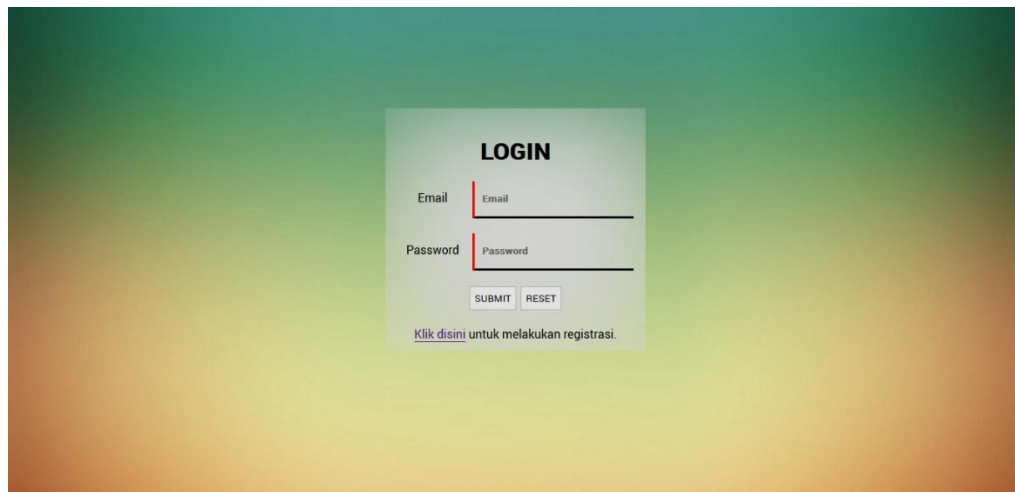 LOGIN
Email Email
Password Password
SUBMIT RESET
Klik disini untuk melakukan registrasi.